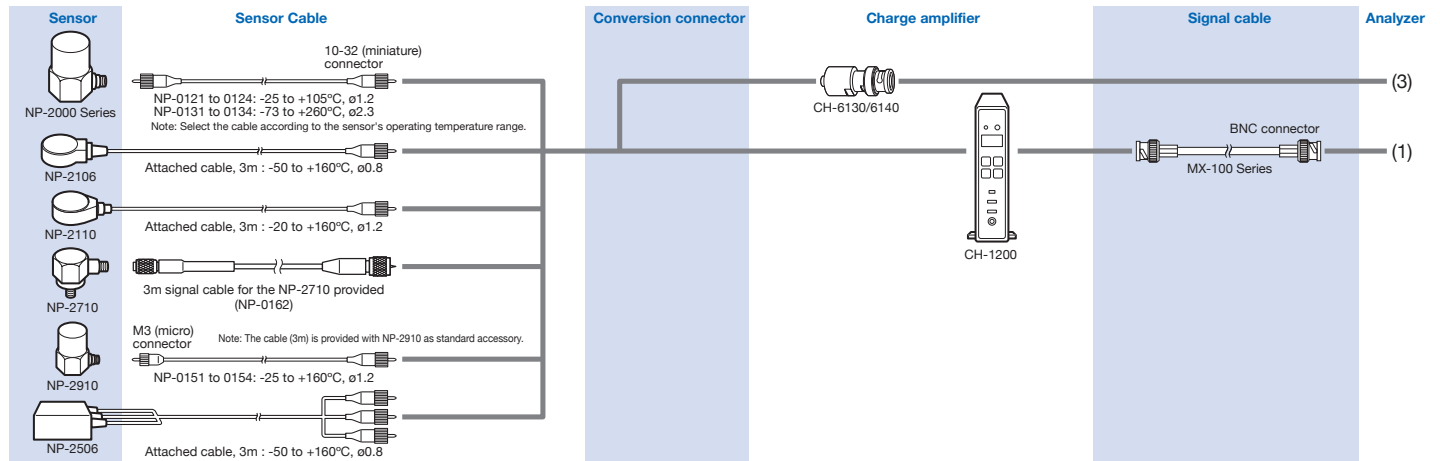 Sensor
Sensor Cable
Conversion connector
Charge amplifier
Signal cable
Analyzer
10-32 (miniature)
connector
NP-2000 Series
NP-0121 to 0124: -25 to +105ºC, ø1.2
NP-0131 to 0134: -73 to +260ºC, ø2.3
Note: Select the cable according to the sensor's operating temperature range.
CH-6130/6140
(3)
NP-2106
Attached cable, 3m : -50 to +160ºC, ø0.8
BNC connector
MX-100 Series
(1)
NP-2110
Attached cable, 3m : -20 to +160ºC, ø1.2
CH-1200
NP-2710
3m signal cable for the NP-2710 provided
(NP-0162)
M3 (micro)
connector
Note: The cable (3m) is provided with NP-2910 as standard accessory.
NP-2910
NP-0151 to 0154: -25 to +160ºC, ø1.2
NP-2506
Attached cable, 3m : -50 to +160ºC, ø0.8